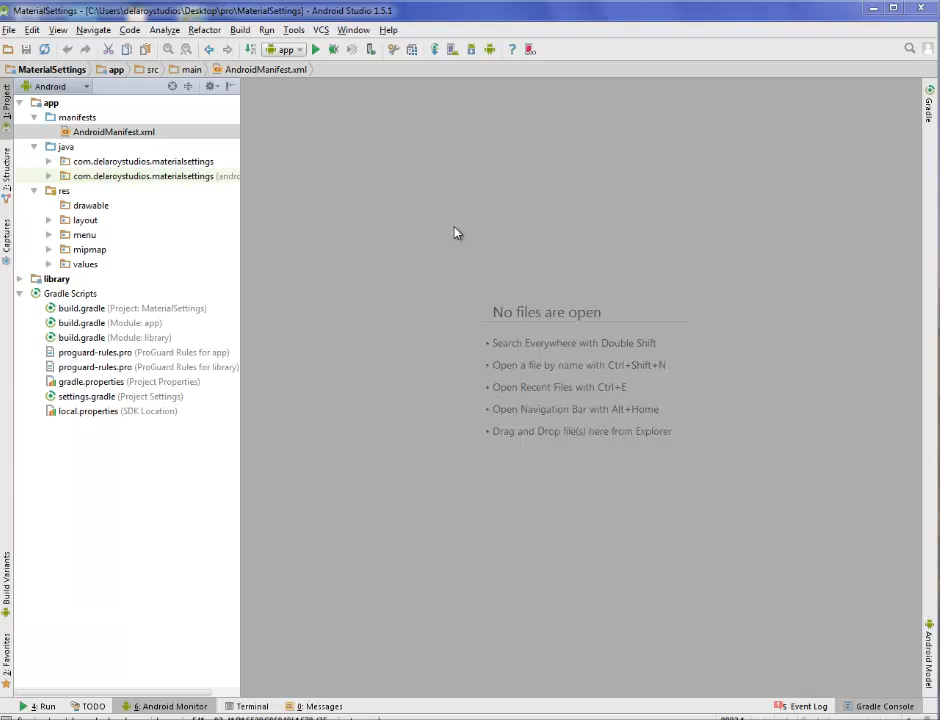 MaterialSettings - [C:\Users\delaroystudios\Desktop\pro\MaterialSettings] - Android Studio 1.5.1
File Edit View Navigate Code Analyze Refactor Build Run Tools VCS Window Help
app
MaterialSettings app src main AndroidManifest.xml
Android
app
manifests
AndroidManifest.xml
java
com.delaroystudios.materialsettings
com.delaroystudios.materialsettings (andro
res
drawable
layout
menu
mipmap
values
library
Gradle Scripts
build.gradle (Project: MaterialSettings)
build.gradle (Module: app)
build.gradle (Module: library)
proguard-rules.pro (ProGuard Rules for app)
proguard-rules.pro (ProGuard Rules for library)
gradle.properties (Project Properties)
settings.gradle (Project Settings)
local.properties (SDK Location)
1: Project
2: Structure
Captures
Build Variants
2: Favorites
No files are open
• Search Everywhere with Double Shift
• Open a file by name with Ctrl+Shift+N
• Open Recent Files with Ctrl+E
• Open Navigation Bar with Alt+Home
• Drag and Drop file(s) here from Explorer
Gradle
Android Model
4: Run TODO 6: Android Monitor Terminal 0: Messages 5 Event Log Gradle Console